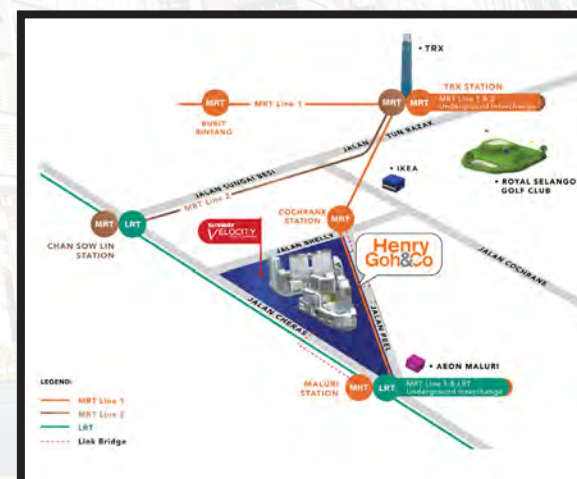 • TRX
TRX STATION
MRT
MRT Line 1
MRT
MRT
MRT Line 1 & 2
Underground Interchange
BUKIT
BINTANG
JALAN
TUN RAZAK
• IKEA
JALAN SUNGAI BESI
MRT Line 2
• ROYAL SELANGO
GOLF CLUB
MRT
LRT
CHAN SOW LIN
STATION
SUNWAY
VELOCITY
COCHRANE
STATION
MRT
JALAN SHELLY
Henry
Goh&Co
JALAN COCHRANE
JALAN PEEL
JALAN CHERAS
• AEON MALURI
MALURI
STATION
MRT
LRT
MRT Line 1 & LRT
Underground Interchange
LEGEND:
MRT Line 1
MRT Line 2
LRT
Link Bridge